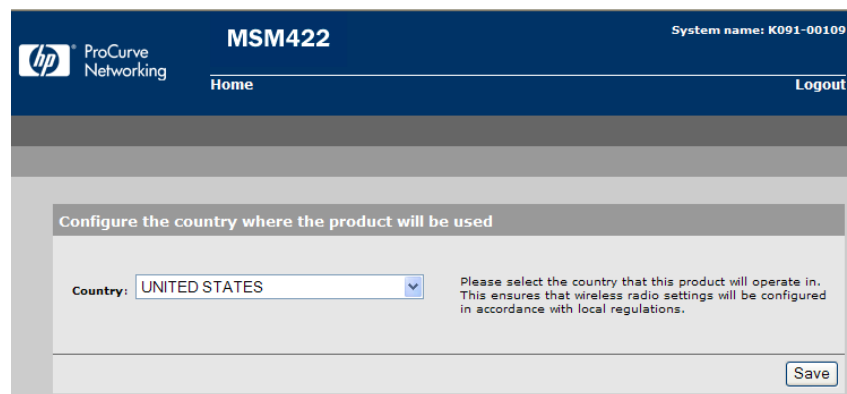 hp ProCurve
Networking
MSM422
System name: K091-00109
Home
Logout
Configure the country where the product will be used
Country: UNITED STATES
Please select the country that this product will operate in.
This ensures that wireless radio settings will be configured
in accordance with local regulations.
Save